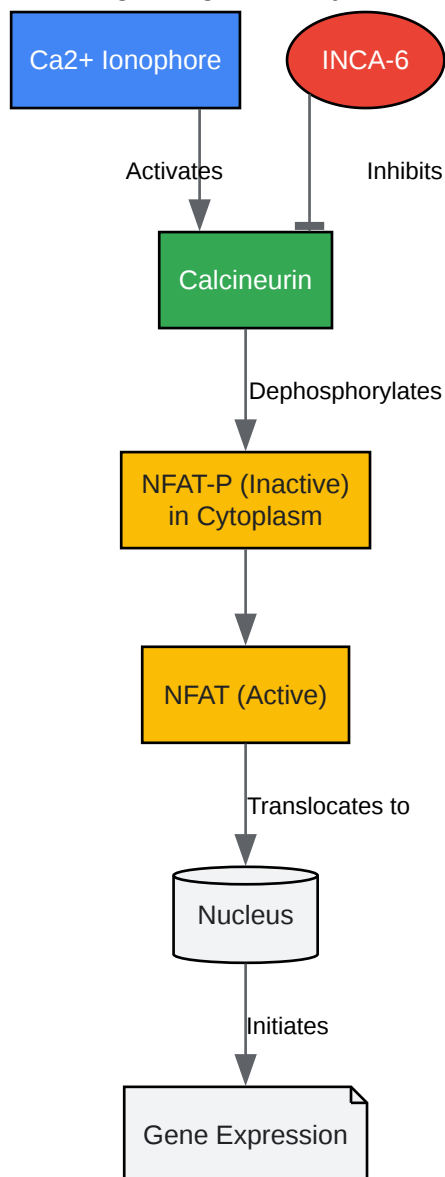 Ca2+ Ionophore
INCA-6
Activates
Inhibits
Calcineurin
Dephosphorylates
NFAT-P (Inactive)
in Cytoplasm
NFAT (Active)
Translocates to
Nucleus
Initiates
Gene Expression